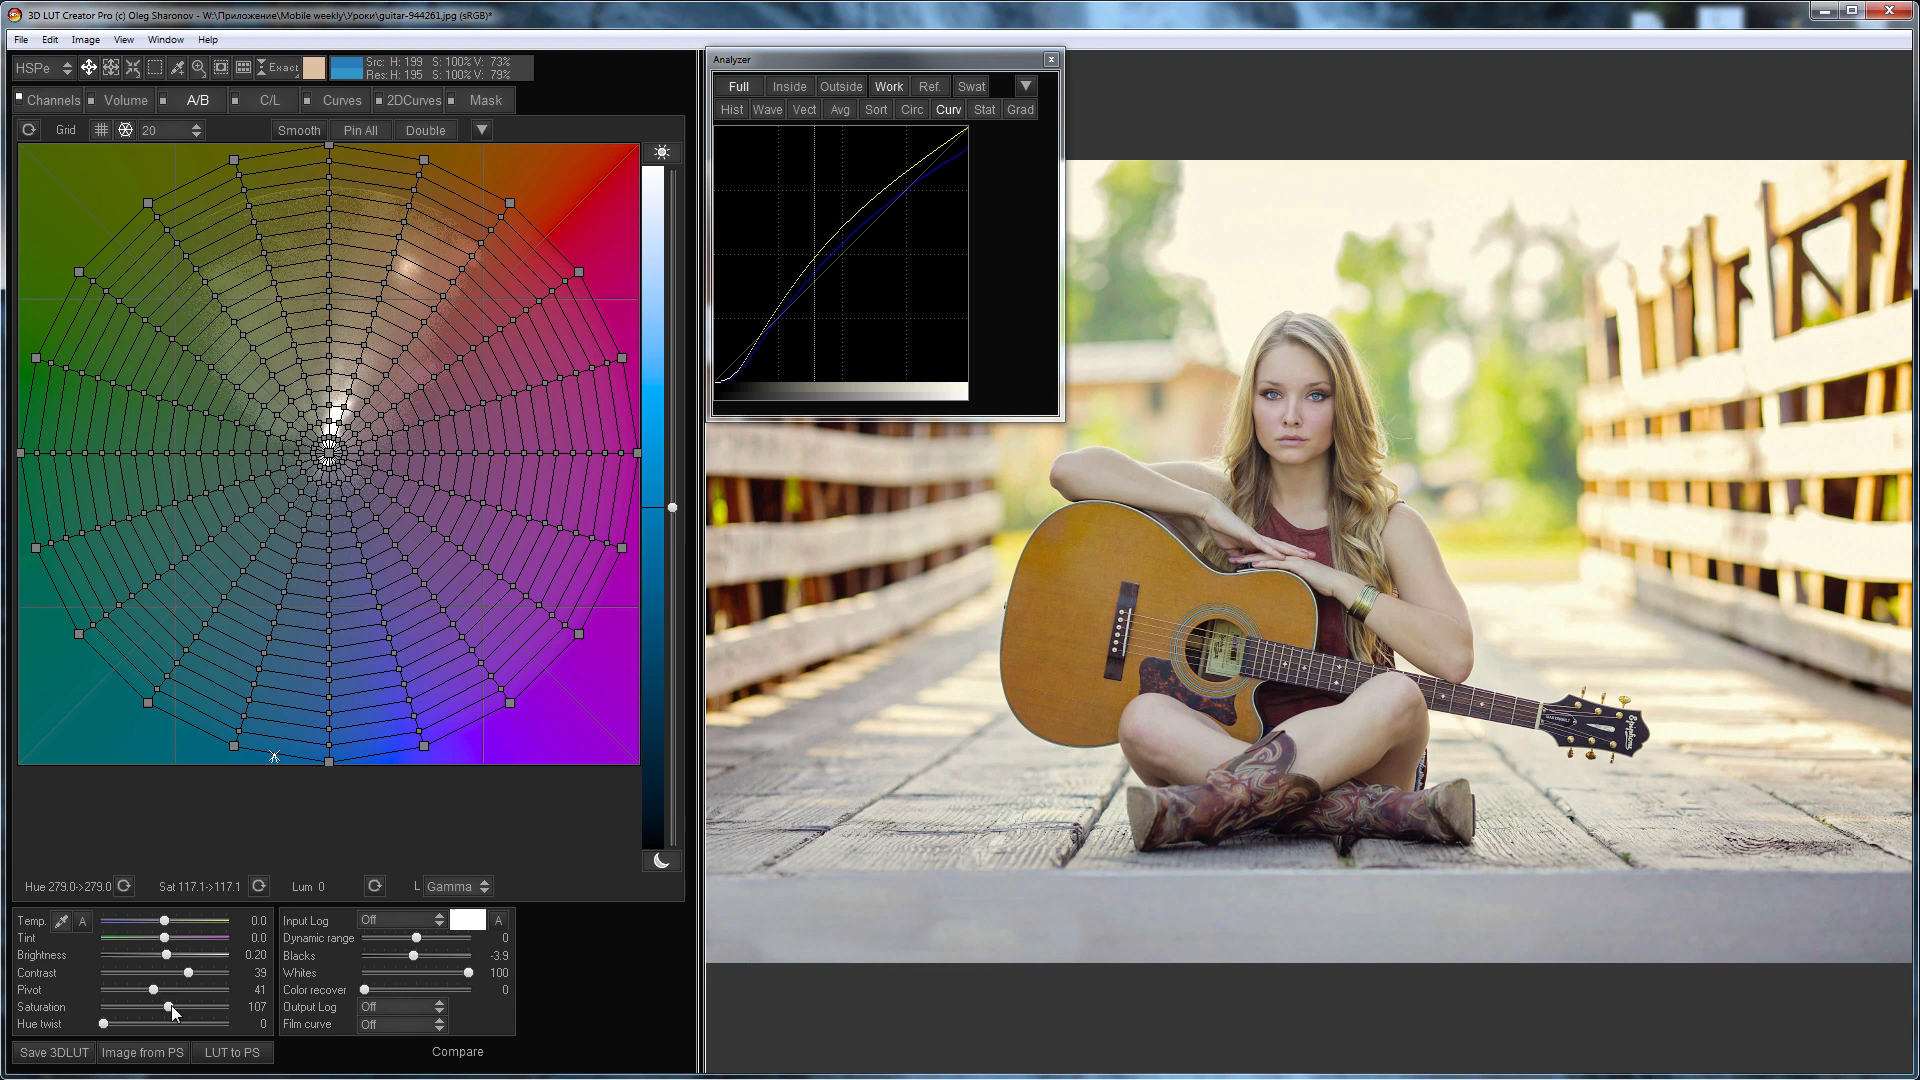 3D LUT Creator Pro (c) Oleg Sharonov - W:\Приложение\Mobile weekly\Уроки\guitar-944261.jpg (sRGB)*
File Edit Image View Window Help
HSPe Exact Src: H: 199 S: 100% V: 73%
Res: H: 195 S: 100% V: 79%
Channels Volume A/B C/L Curves 2DCurves Mask
Grid 20 Smooth Pin All Double
Analyzer x
Full Inside Outside Work Ref. Swat
Hist Wave Vect Avg Sort Circ Curv Stat Grad
Epiphone
MASTERBILT
Hue 279.0->279.0 Sat 117.1->117.1 Lum 0 L Gamma
Temp. A 0.0
Tint 0.0
Brightness 0.20
Contrast 39
Pivot 41
Saturation 107
Hue twist 0
Input Log Off A
Dynamic range 0
Blacks -3.9
Whites 100
Color recover 0
Output Log Off
Film curve Off
Save 3DLUT Image from PS LUT to PS Compare